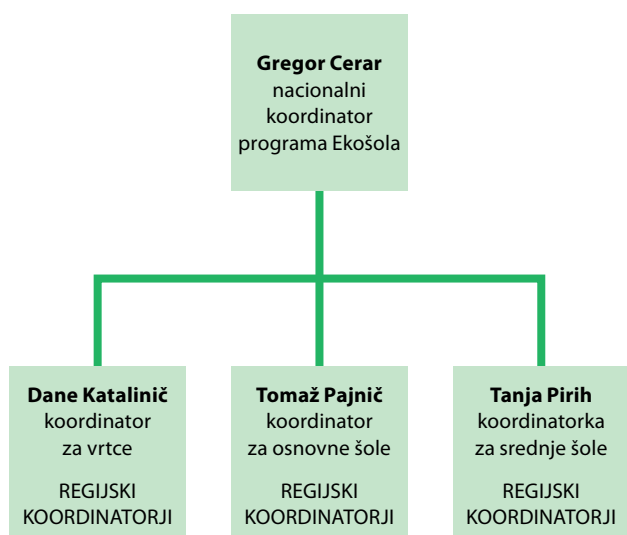 Gregor Cerar
nacionalni
koordinator
programa Ekošola
Dane Katalinič
koordinator
za vrtce
REGIJSKI
KOORDINATORJI
Tomaž Pajnič
koordinator
za osnovne šole
REGIJSKI
KOORDINATORJI
Tanja Pirih
koordinatorka
za srednje šole
REGIJSKI
KOORDINATORJI